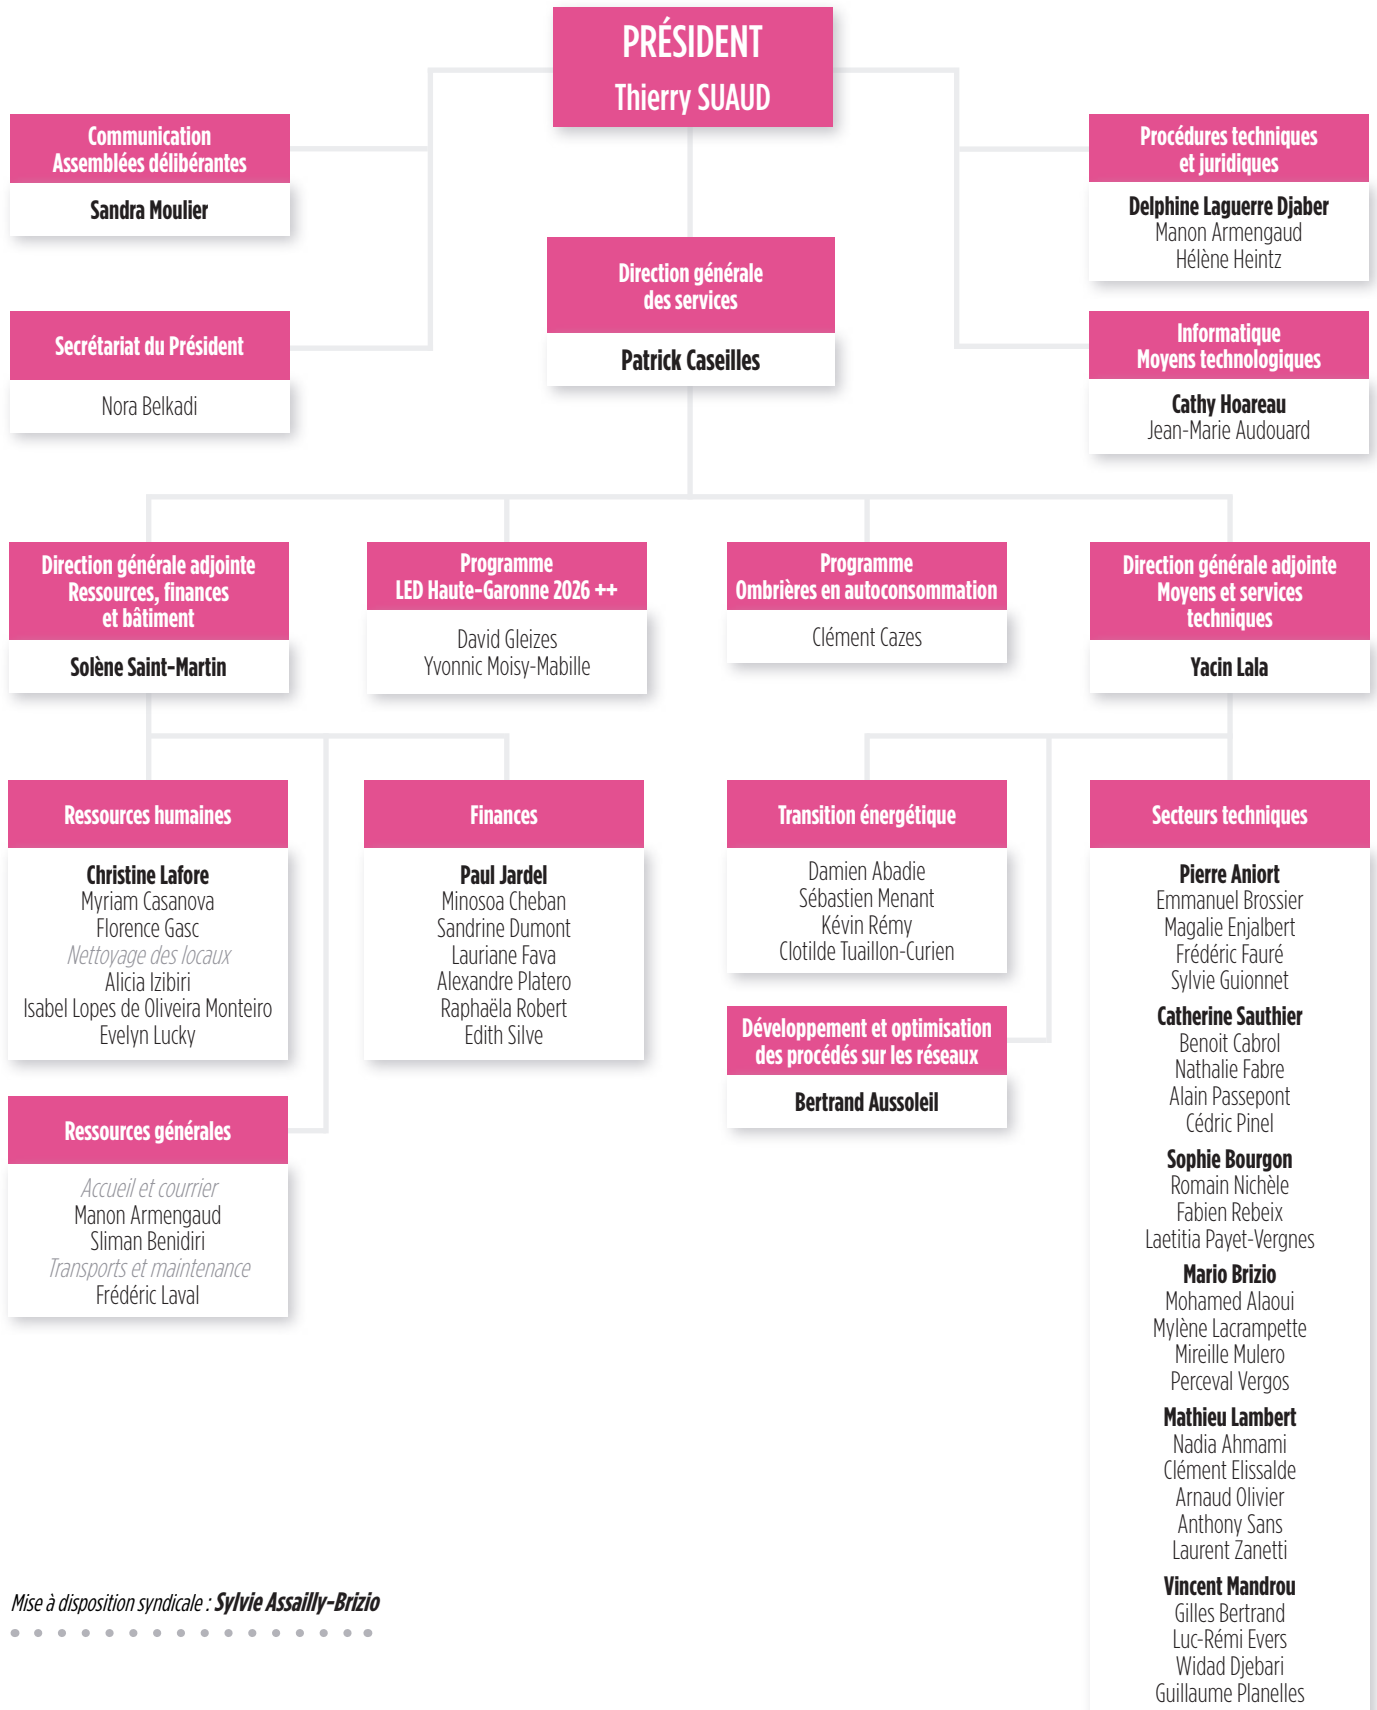 PRÉSIDENT
Thierry SUAUD
Communication
Assemblées délibérantes
Sandra Moulier
Secrétariat du Président
Nora Belkadi
Direction générale
des services
Patrick Caseilles
Procédures techniques
et juridiques
Delphine Laguerre Djaber
Manon Armengaud
Hélène Heintz
Informatique
Moyens technologiques
Cathy Hoareau
Jean-Marie Audouard
Direction générale adjointe
Ressources, finances
et bâtiment
Solène Saint-Martin
Programme
LED Haute-Garonne 2026 ++
David Gleizes
Yvonnic Moisy-Mabille
Programme
Ombrières en autoconsommation
Clément Cazes
Direction générale adjointe
Moyens et services
techniques
Yacin Lala
Ressources humaines
Christine Lafore
Myriam Casanova
Florence Gasc
Nettoyage des locaux
Alicia Izibiri
Isabel Lopes de Oliveira Monteiro
Evelyn Lucky
Finances
Paul Jardel
Minosoa Cheban
Sandrine Dumont
Lauriane Fava
Alexandre Platero
Raphaëla Robert
Edith Silve
Ressources générales
Accueil et courrier
Manon Armengaud
Sliman Benidiri
Transports et maintenance
Frédéric Laval
Transition énergétique
Damien Abadie
Sébastien Menant
Kévin Rémy
Clotilde Tuaillon-Curien
Développement et optimisation
des procédés sur les réseaux
Bertrand Aussoleil
Secteurs techniques
Pierre Aniort
Emmanuel Brossier
Magalie Enjalbert
Frédéric Fauré
Sylvie Guionnet
Catherine Sauthier
Benoit Cabrol
Nathalie Fabre
Alain Passepont
Cédric Pinel
Sophie Bourgon
Romain Nichèle
Fabien Rebeix
Laetitia Payet-Vergnes
Mario Brizio
Mohamed Alaoui
Mylène Lacrampette
Mireille Mulero
Perceval Vergos
Mathieu Lambert
Nadia Ahmami
Clément Elissalde
Arnaud Olivier
Anthony Sans
Laurent Zanetti
Vincent Mandrou
Gilles Bertrand
Luc-Rémi Evers
Widad Djebari
Guillaume Planelles
Mise à disposition syndicale : Sylvie Assailly-Brizio